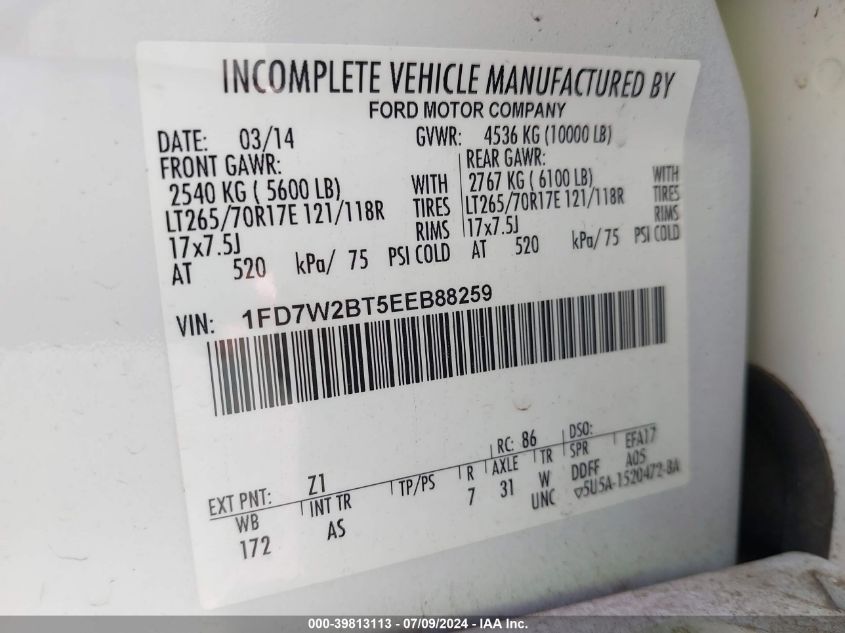 INCOMPLETE VEHICLE MANUFACTURED BY
FORD MOTOR COMPANY
DATE: 03/14 GVWR: 4536 KG (10000 LB)
FRONT GAWR: REAR GAWR:
2540 KG ( 5600 LB) WITH 2767 KG ( 6100 LB) WITH
LT265/70R17E 121/118R TIRES LT265/70R17E 121/118R TIRES
17x7.5J RIMS 17x7.5J RIMS
AT 520 kPa/ 75 PSI COLD AT 520 kPa/ 75 PSI COLD
VIN: 1FD7W2BT5EEB88259
EXT PNT: Z1 RC: 86 DSO:
WB INT TR TP/PS R AXLE TR SPR EFA17
172 AS 7 31 W DDFF A05
UNC ▽5U5A-1520472-BA
000-39813113 / 07/09/2024 - IAA Inc.